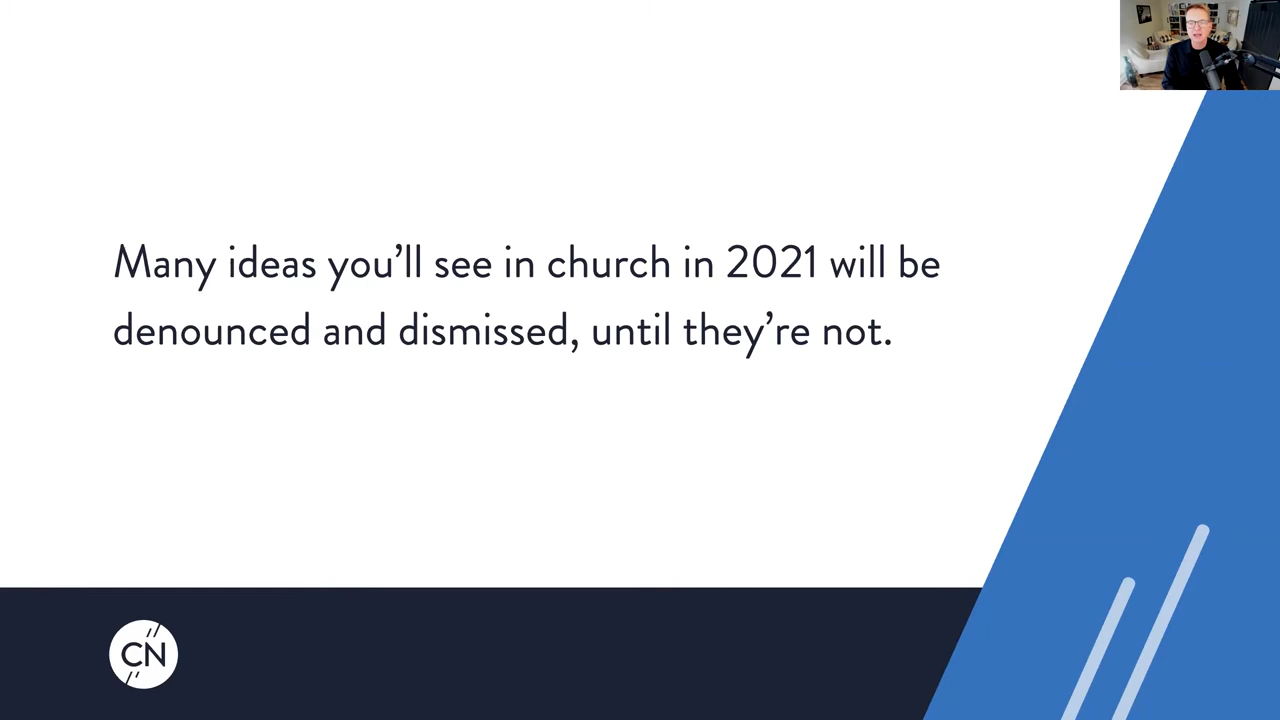 Many ideas you’ll see in church in 2021 will be
denounced and dismissed, until they’re not.
CN